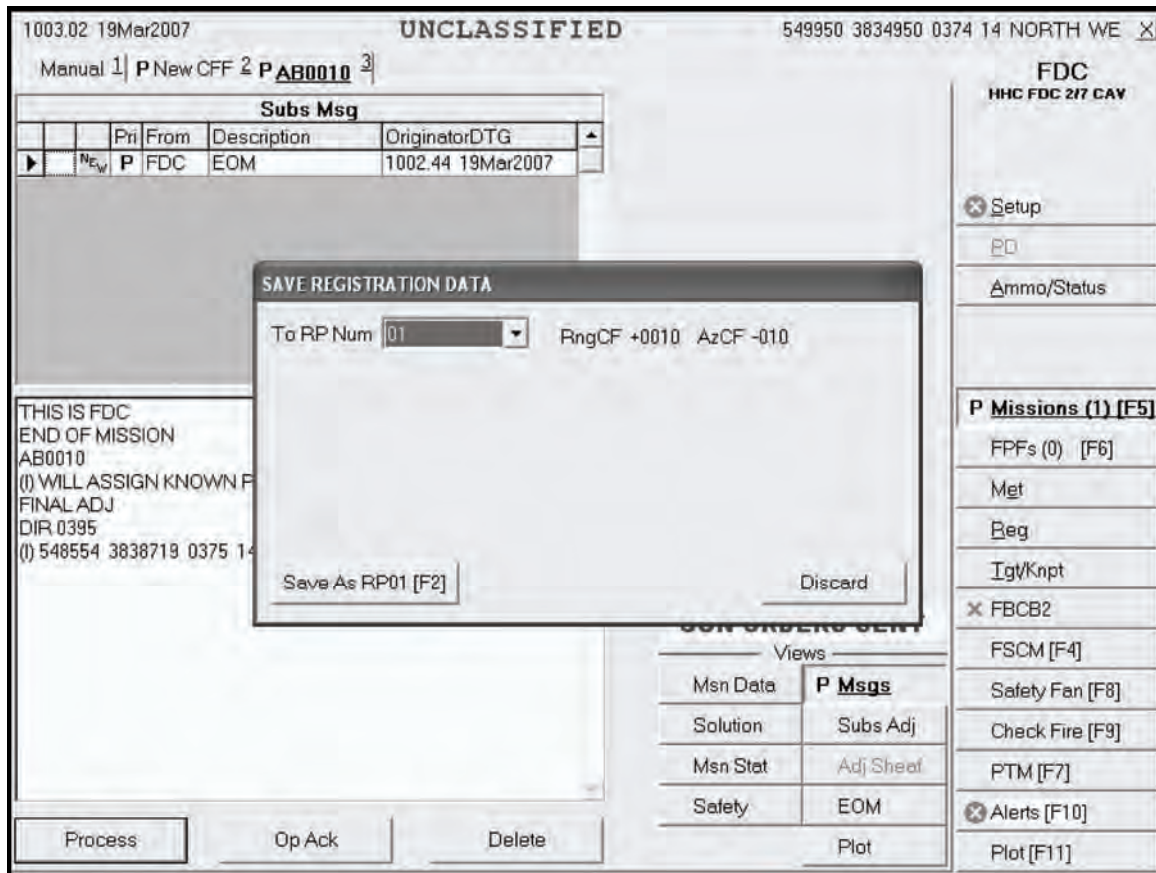 1003.02 19Mar2007 UNCLASSIFIED 549950 3834950 0374 14 NORTH WE X
Manual 1 P New CFF 2 P AB0010 3
FDC
HHC FDC 2/7 CAV
Subs Msg
Pri From Description OriginatorDTG
NEW P FDC EOM 1002.44 19Mar2007
Setup
PD
Ammo/Status
SAVE REGISTRATION DATA
To RP Num 01 RngCF +0010 AzCF -010
Save As RP01 [F2] Discard
THIS IS FDC
END OF MISSION
AB0010
(I) WILL ASSIGN KNOWN P
FINAL ADJ
DIR 0395
(I) 548554 3838719 0375 14
P Missions (1) [F5]
FPFs (0) [F6]
Met
Reg
Tgt/Knpt
FBCB2
FSCM [F4]
Safety Fan [F8]
Check Fire [F9]
PTM [F7]
Alerts [F10]
Plot [F11]
Views
Msn Data P Msgs
Solution Subs Adj
Msn Stat Adj Sheaf
Safety EOM
Plot
Process Op Ack Delete